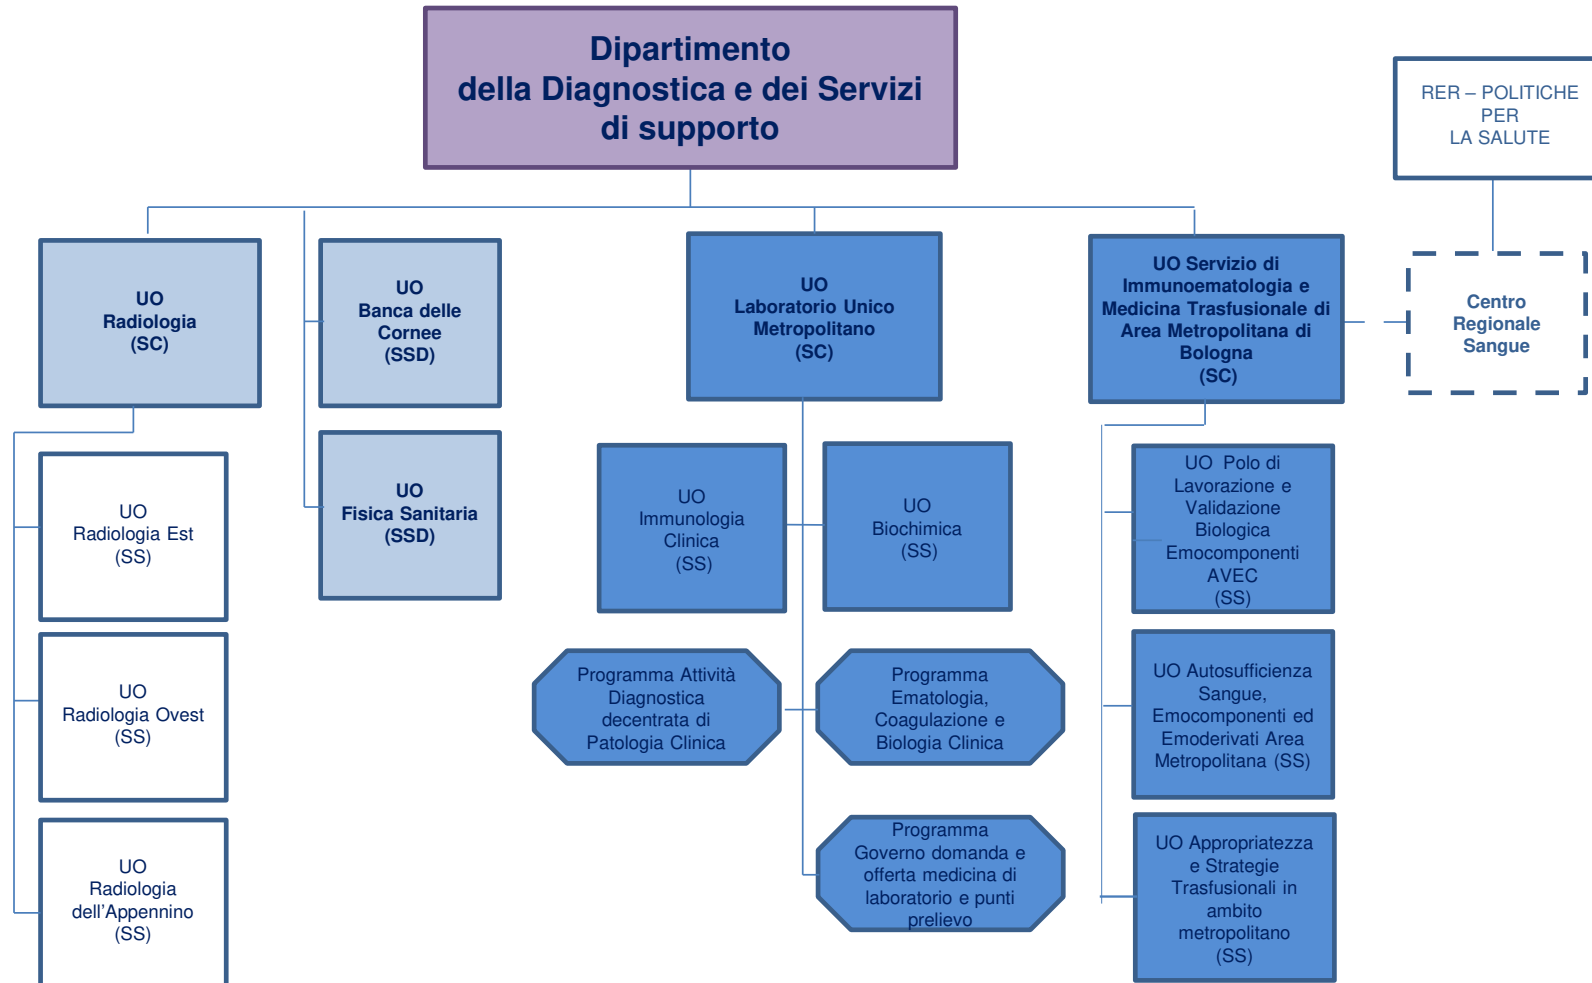 Dipartimento
della Diagnostica e dei Servizi
di supporto
RER – POLITICHE
PER
LA SALUTE
UO
Radiologia
(SC)
UO
Banca delle
Cornee
(SSD)
UO
Laboratorio Unico
Metropolitano
(SC)
UO Servizio di
Immunoematologia e
Medicina Trasfusionale di
Area Metropolitana di
Bologna
(SC)
Centro
Regionale
Sangue
UO
Fisica Sanitaria
(SSD)
UO
Radiologia Est
(SS)
UO
Radiologia Ovest
(SS)
UO
Radiologia
dell'Appennino
(SS)
UO
Immunologia
Clinica
(SS)
UO
Biochimica
(SS)
Programma Attività
Diagnostica
decentrata di
Patologia Clinica
Programma
Ematologia,
Coagulazione e
Biologia Clinica
Programma
Governo domanda e
offerta medicina di
laboratorio e punti
prelievo
UO  Polo di
Lavorazione e
Validazione
Biologica
Emocomponenti
AVEC
(SS)
UO Autosufficienza
Sangue,
Emocomponenti ed
Emoderivati Area
Metropolitana (SS)
UO Appropriatezza
e Strategie
Trasfusionali in
ambito
metropolitano
(SS)